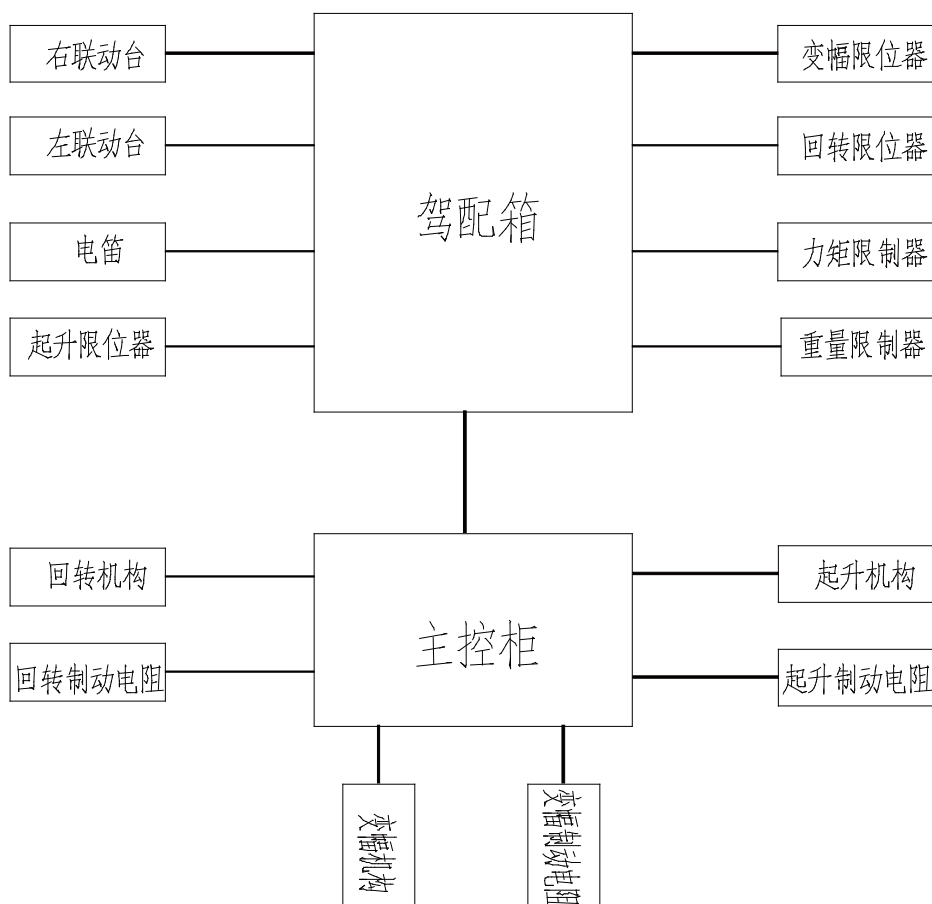 右联动台
变幅限位器
左联动台
回转限位器
驾配箱
电笛
力矩限制器
起升限位器
重量限制器
回转机构
起升机构
主控柜
回转制动电阻
起升制动电阻
变幅机构
变幅制动电阻